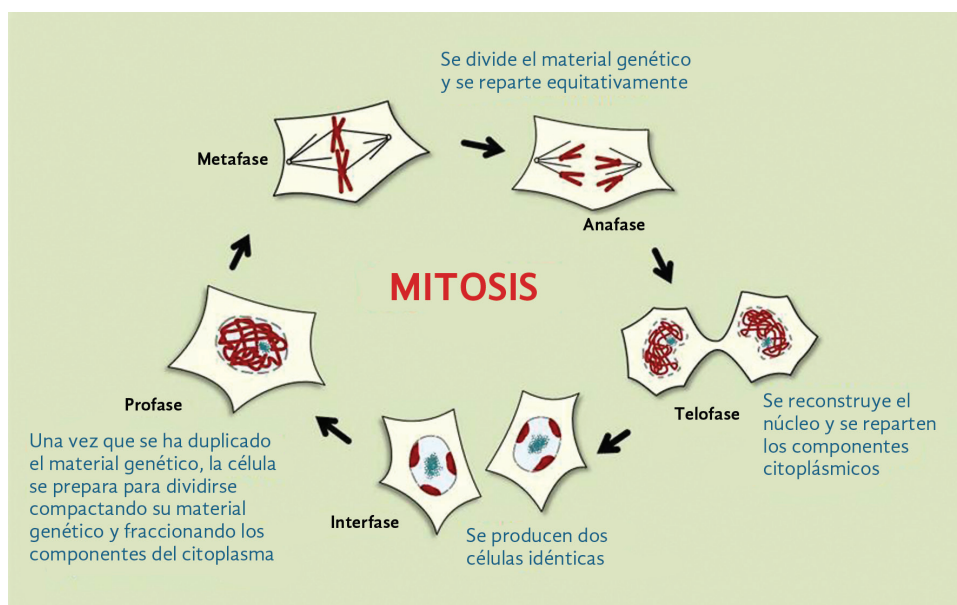 Se divide el material genético
y se reparte equitativamente
Metafase
Anafase
MITOSIS
Profase
Una vez que se ha duplicado
el material genético, la célula
se prepara para dividirse
compactando su material
genético y fraccionando los
componentes del citoplasma
Telofase
Se reconstruye el
núcleo y se reparten
los componentes
citoplásmicos
Interfase
Se producen dos
células idénticas